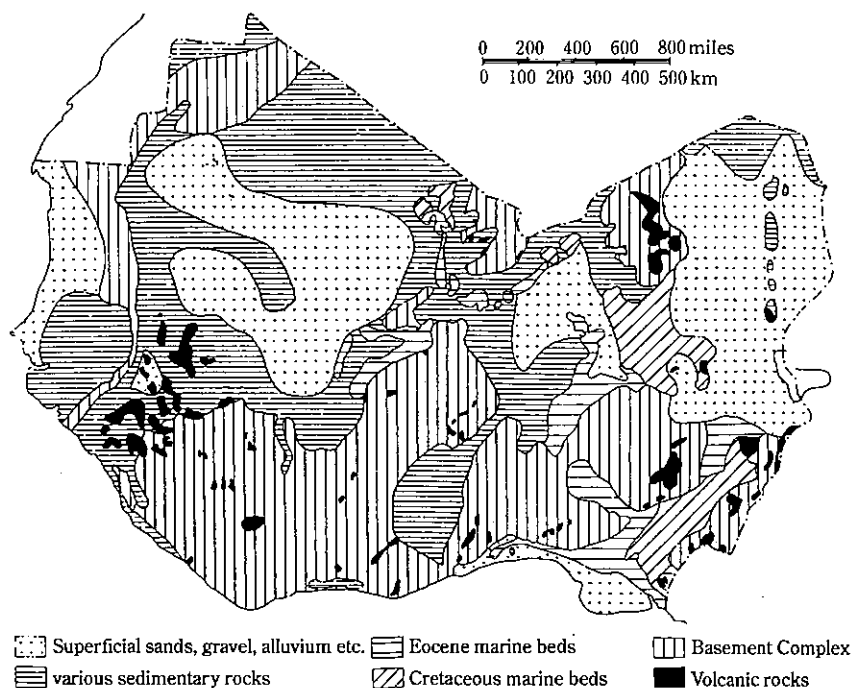 0 200 400 600 800 miles
0 100 200 300 400 500 km
Superficial sands, gravel, alluvium etc. Eocene marine beds Basement Complex
various sedimentary rocks Cretaceous marine beds Volcanic rocks